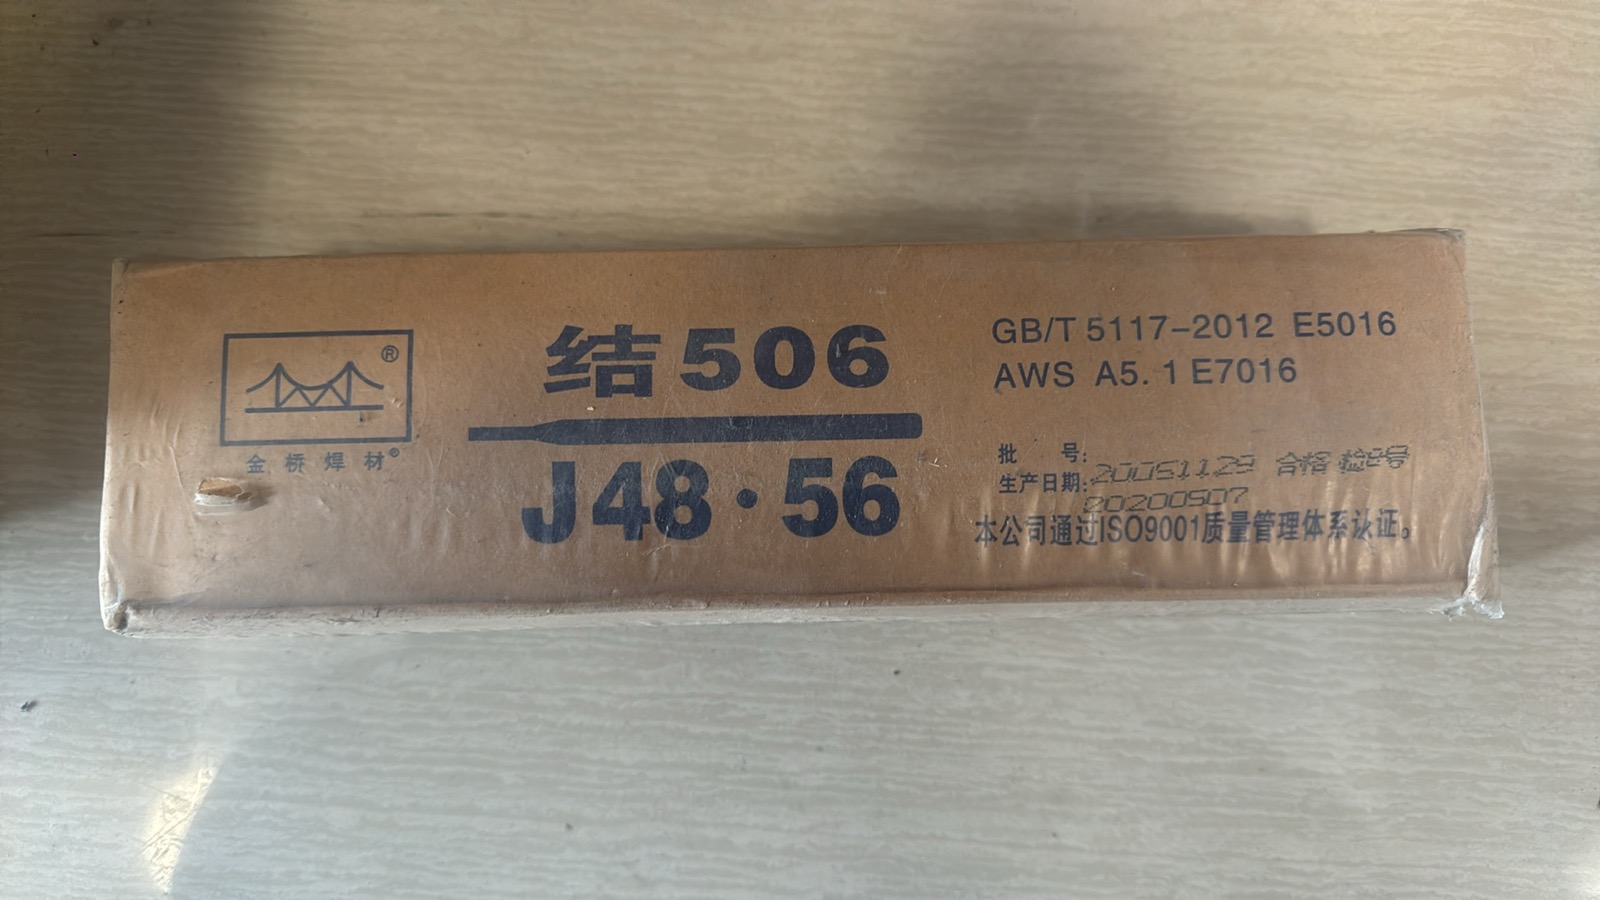 ®
金桥焊材®
结506
J48·56
GB/T 5117-2012 E5016
AWS A5.1 E7016
批 号: 20051129 合格
生产日期: 20200507
本公司通过ISO9001质量管理体系认证。